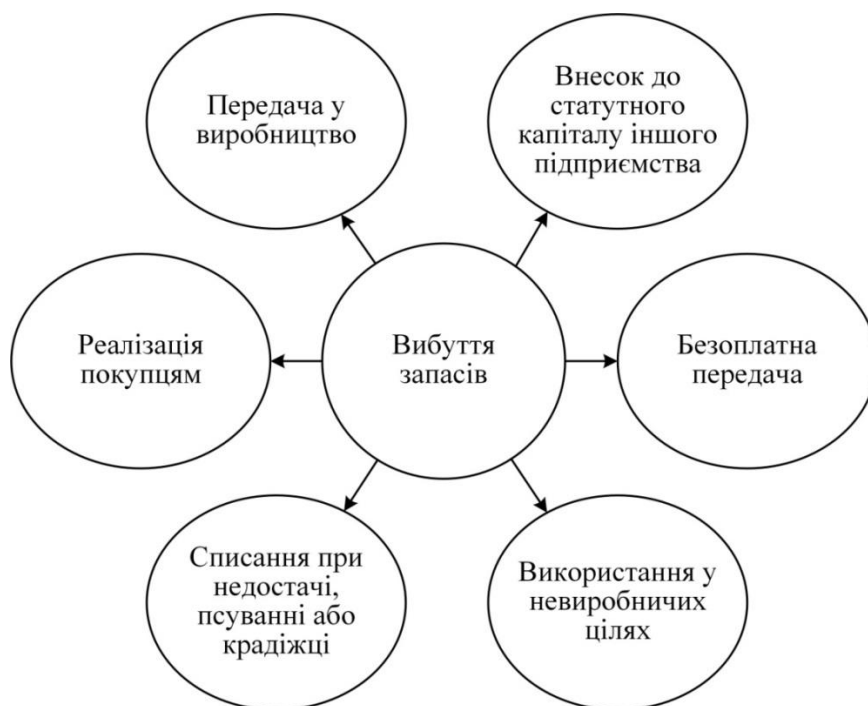 Передача у
виробництво
Внесок до
статутного
капіталу іншого
підприємства
Реалізація
покупцям
Вибуття
запасів
Безоплатна
передача
Списання при
недостачі,
псуванні або
крадіжці
Використання у
невиробничих
цілях